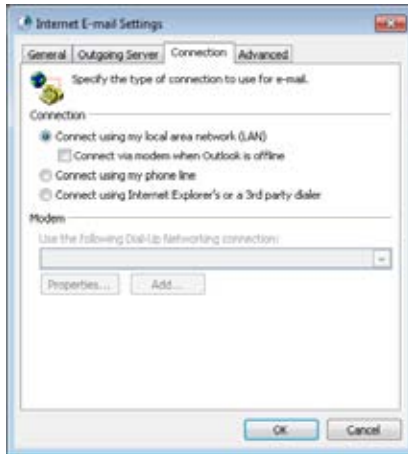 Internet E-mail Settings
General Outgoing Server Connection Advanced
Specify the type of connection to use for e-mail.
Connection
Connect using my local area network (LAN)
Connect via modem when Outlook is offline
Connect using my phone line
Connect using Internet Explorer's or a 3rd party dialer
Modem
Use the following Dial-Up Networking connection:
Properties... Add...
OK Cancel